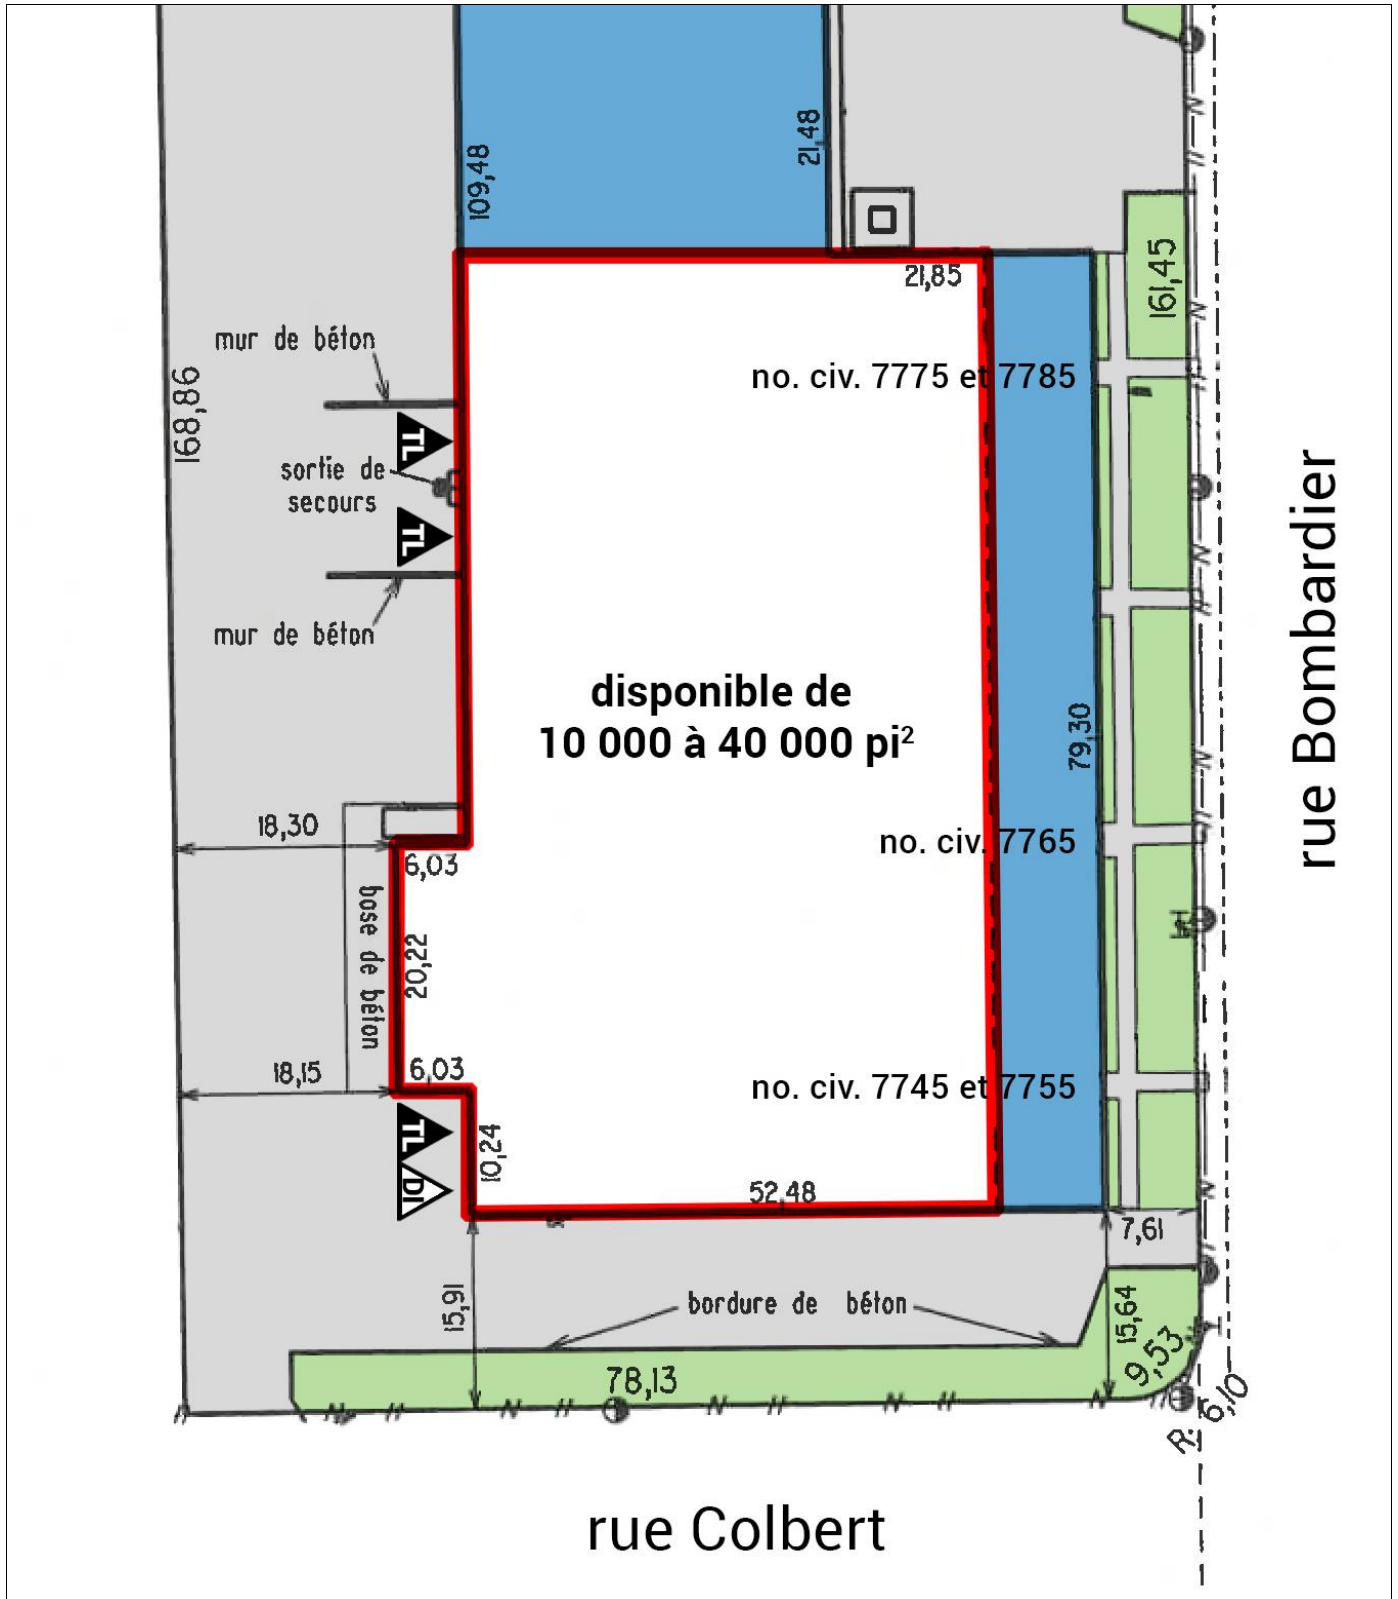 109,48
21,48
21,85
161,45
mur de béton
no. civ. 7775 et 7785
168,86
TL
sortie de
secours
TL
mur de béton
rue Bombardier
disponible de
10 000 à 40 000 pi²
79,30
18,30
6,03
no. civ. 7765
base de béton
20,22
18,15
6,03
no. civ. 7745 et 7755
TL
DI
10,24
52,48
7,61
15,91
bordure de béton
15,64
9,53
78,13
R: 6,10
rue Colbert